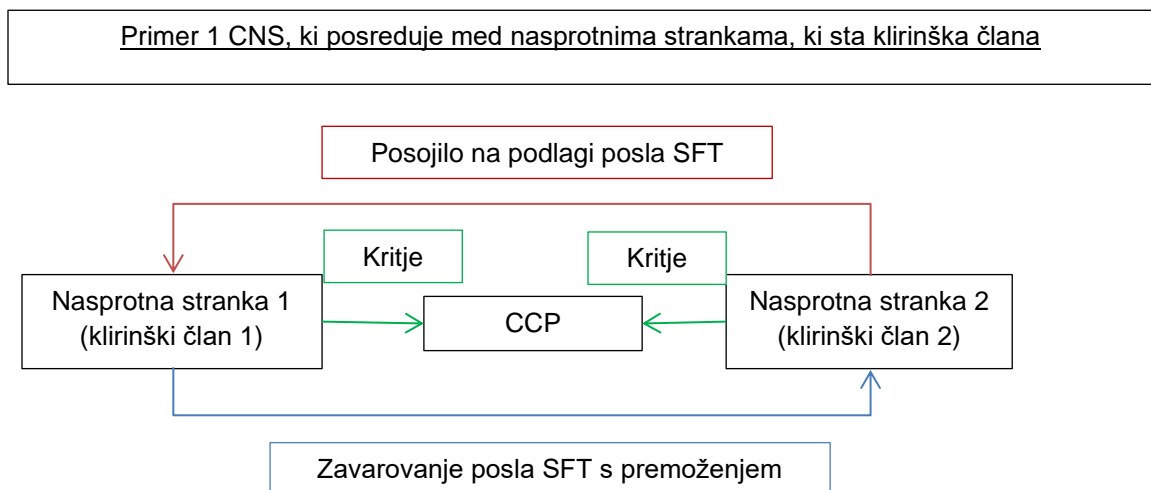 Primer 1 CNS, ki posreduje med nasprotnima strankama, ki sta klirinška člana
Posojilo na podlagi posla SFT
Kritje
Kritje
Nasprotna stranka 1
(klirinški član 1)
CCP
Nasprotna stranka 2
(klirinški član 2)
Zavarovanje posla SFT s premoženjem